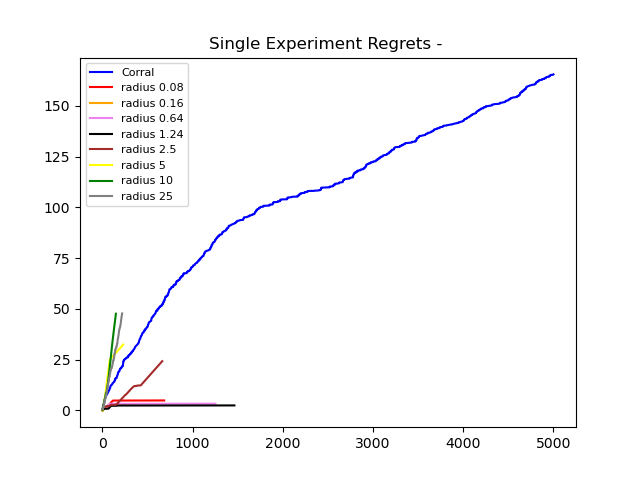 Single Experiment Regrets -
Corral
radius 0.08
radius 0.16
radius 0.64
radius 1.24
radius 2.5
radius 5
radius 10
radius 25
150
125
100
75
50
25
0
0 1000 2000 3000 4000 5000